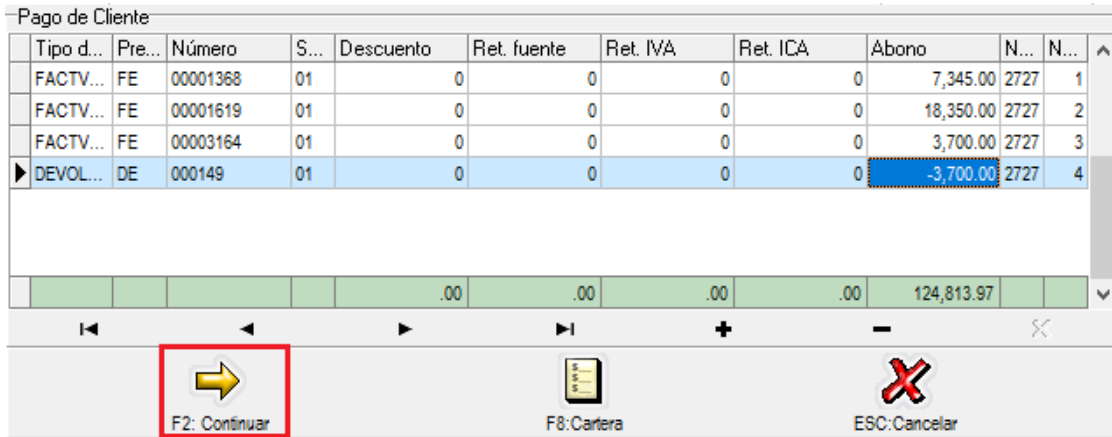 Pago de Cliente
Tipo d... Pre... Número S... Descuento Ret. fuente Ret. IVA Ret. ICA Abono N... N...
FACTV... FE 00001368 01 0 0 0 0 7,345.00 2727 1
FACTV... FE 00001619 01 0 0 0 0 18,350.00 2727 2
FACTV... FE 00003164 01 0 0 0 0 3,700.00 2727 3
DEVOL... DE 000149 01 0 0 0 0 -3,700.00 2727 4
.00 .00 .00 .00 124,813.97
F2: Continuar F8:Cartera ESC:Cancelar